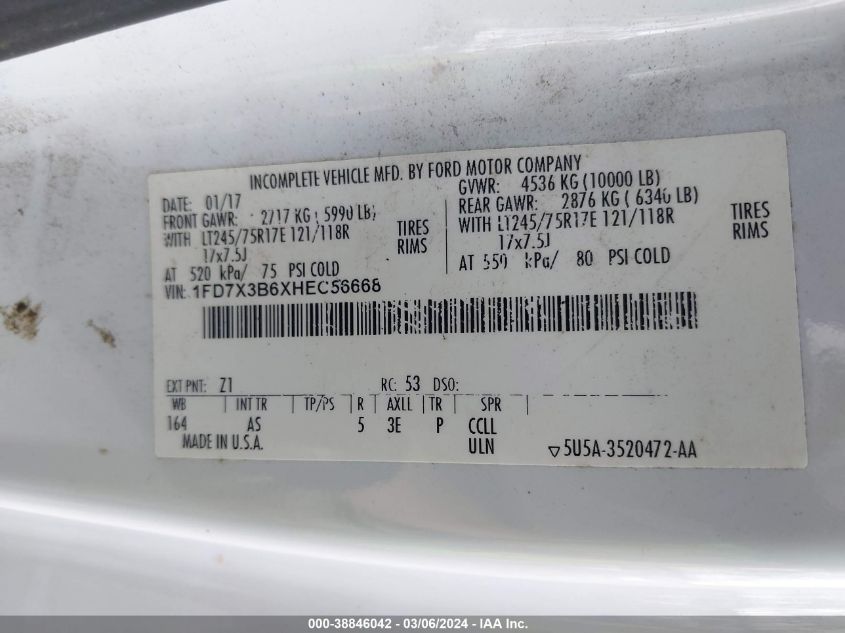 INCOMPLETE VEHICLE MFD. BY FORD MOTOR COMPANY
DATE: 01/17 GVWR: 4536 KG (10000 LB)
FRONT GAWR: 2717 KG (5990 LB) REAR GAWR: 2876 KG (6340 LB)
WITH LT245/75R17E 121/118R TIRES WITH LT245/75R17E 121/118R TIRES
17x7.5J RIMS 17x7.5J RIMS
AT 520 kPa/ 75 PSI COLD AT 550 kPa/ 80 PSI COLD
VIN: 1FD7X3B6XHEC56668
EXT PNT: Z1 RC: 53 DSO:
WB INT TR TP/PS R AXLL TR SPR
164 AS 5 3E P CCLL
MADE IN U.S.A. ULN ▽5U5A-3520472-AA
000-38846042 - 03/06/2024 - IAA Inc.